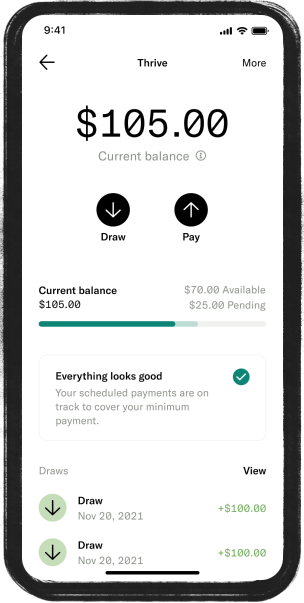 9:41
Thrive More
$105.00
Current balance
Draw Pay
Current balance $70.00 Available
$105.00 $25.00 Pending
Everything looks good
Your scheduled payments are on
track to cover your minimum
payment.
Draws View
Draw
Nov 20, 2021 +$100.00
Draw
Nov 20, 2021 +$100.00